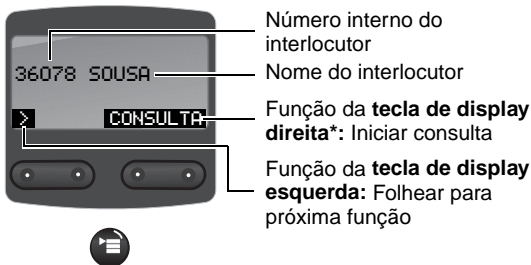 Número interno do
interlocutor
36078 SOUSA
Nome do interlocutor
> CONSULTA
Função da tecla de display
direita*: Iniciar consulta
Função da tecla de display
esquerda: Folhear para
próxima função